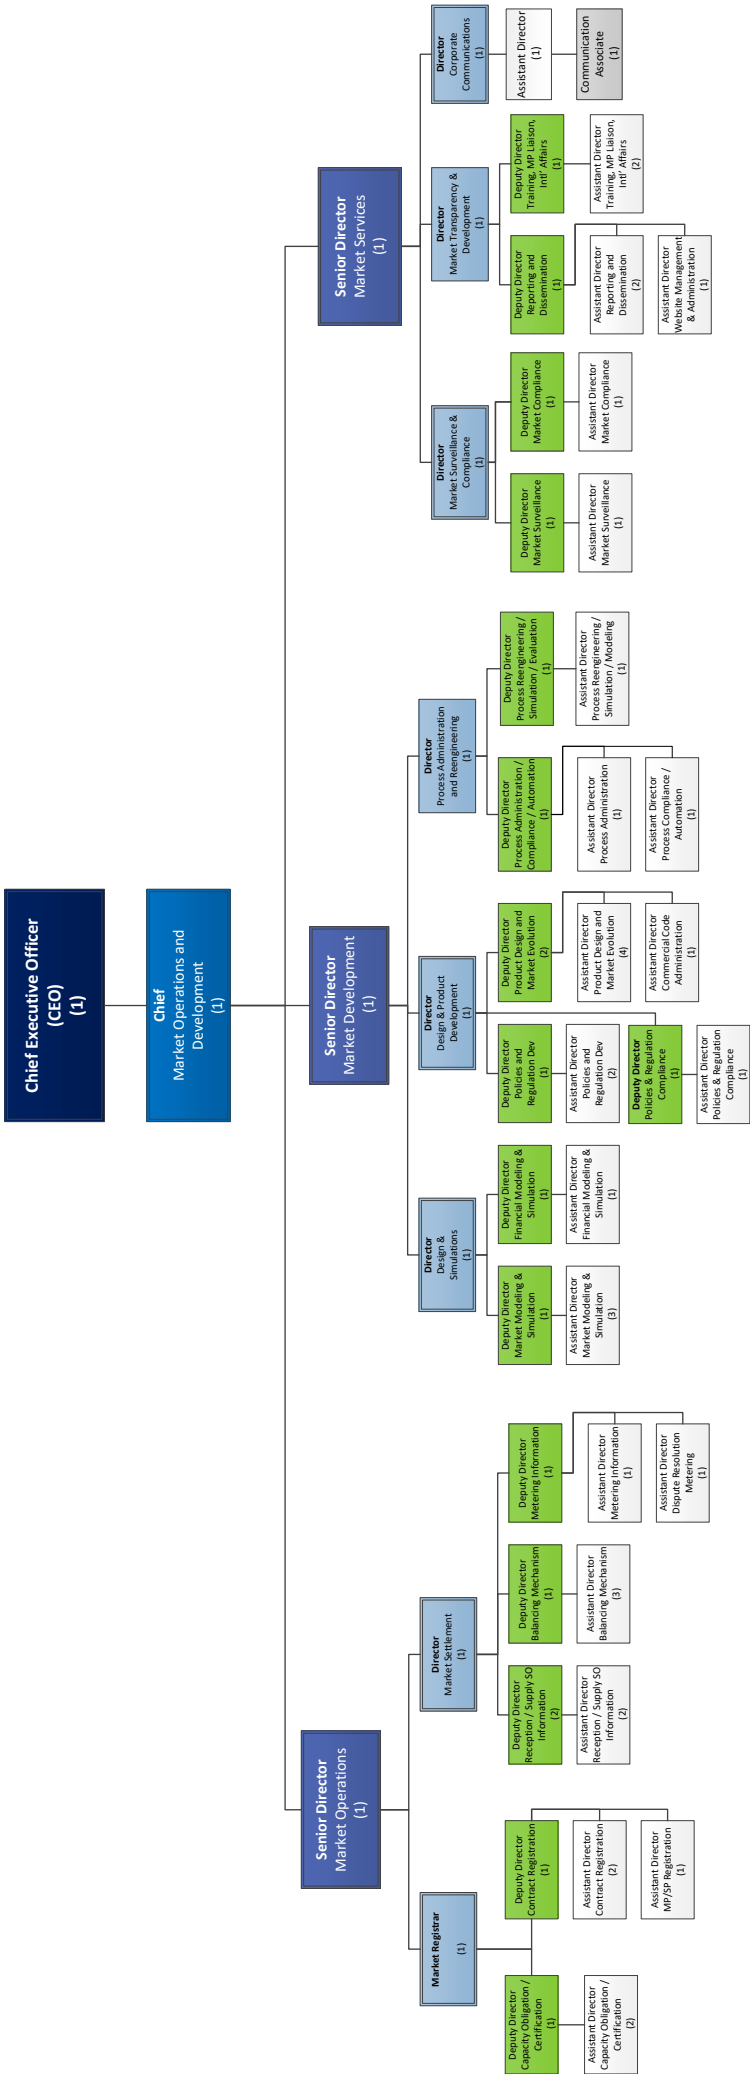 Chief Executive Officer
(CEO)
(1)
Chief
Market Operations and
Development
(1)
Senior Director
Market Operations
(1)
Market Registrar
(1)
Deputy Director
Capacity Obligation /
Certification
(1)
Assistant Director
Capacity Obligation /
Certification
(2)
Deputy Director
Contract Registration
(1)
Assistant Director
Contract Registration
(2)
Assistant Director
MP/SP Registration
(1)
Director
Market Settlement
(1)
Deputy Director
Reception / Supply SO
Information
(2)
Assistant Director
Reception / Supply SO
Information
(2)
Deputy Director
Balancing Mechanism
(1)
Assistant Director
Balancing Mechanism
(3)
Deputy Director
Metering Information
(1)
Assistant Director
Metering Information
(1)
Assistant Director
Dispute Resolution
Metering
(1)
Senior Director
Market Development
(1)
Director
Design &
Simulations
(1)
Deputy Director
Market Modeling &
Simulation
(1)
Assistant Director
Market Modeling &
Simulation
(3)
Deputy Director
Financial Modeling &
Simulation
(1)
Assistant Director
Financial Modeling &
Simulation
(1)
Director
Design & Product
Development
(1)
Deputy Director
Policies and
Regulation Dev
(1)
Assistant Director
Policies and
Regulation Dev
(2)
Deputy Director
Policies & Regulation
Compliance
(1)
Assistant Director
Policies & Regulation
Compliance
(1)
Deputy Director
Product Design and
Market Evolution
(2)
Assistant Director
Product Design and
Market Evolution
(4)
Assistant Director
Commercial Code
Administration
(1)
Director
Process Administration
and Reengineering
(1)
Deputy Director
Process Administration /
Compliance / Automation
(1)
Assistant Director
Process Administration
(1)
Assistant Director
Process Compliance /
Automation
(1)
Deputy Director
Process Reengineering /
Simulation / Evaluation
(1)
Assistant Director
Process Reengineering /
Simulation / Modeling
(1)
Senior Director
Market Services
(1)
Director
Market Surveillance &
Compliance
(1)
Deputy Director
Market Surveillance
(1)
Assistant Director
Market Surveillance
(1)
Deputy Director
Market Compliance
(1)
Assistant Director
Market Compliance
(1)
Director
Market Transparency &
Development
(1)
Deputy Director
Reporting and
Dissemination
(1)
Assistant Director
Reporting and
Dissemination
(2)
Assistant Director
Website Management
& Administration
(1)
Deputy Director
Training, MP Liaison,
Intl’ Affairs
(1)
Assistant Director
Training, MP Liaison,
Intl’ Affairs
(2)
Director
Corporate
Communications
(1)
Assistant Director
(1)
Communication
Associate
(1)